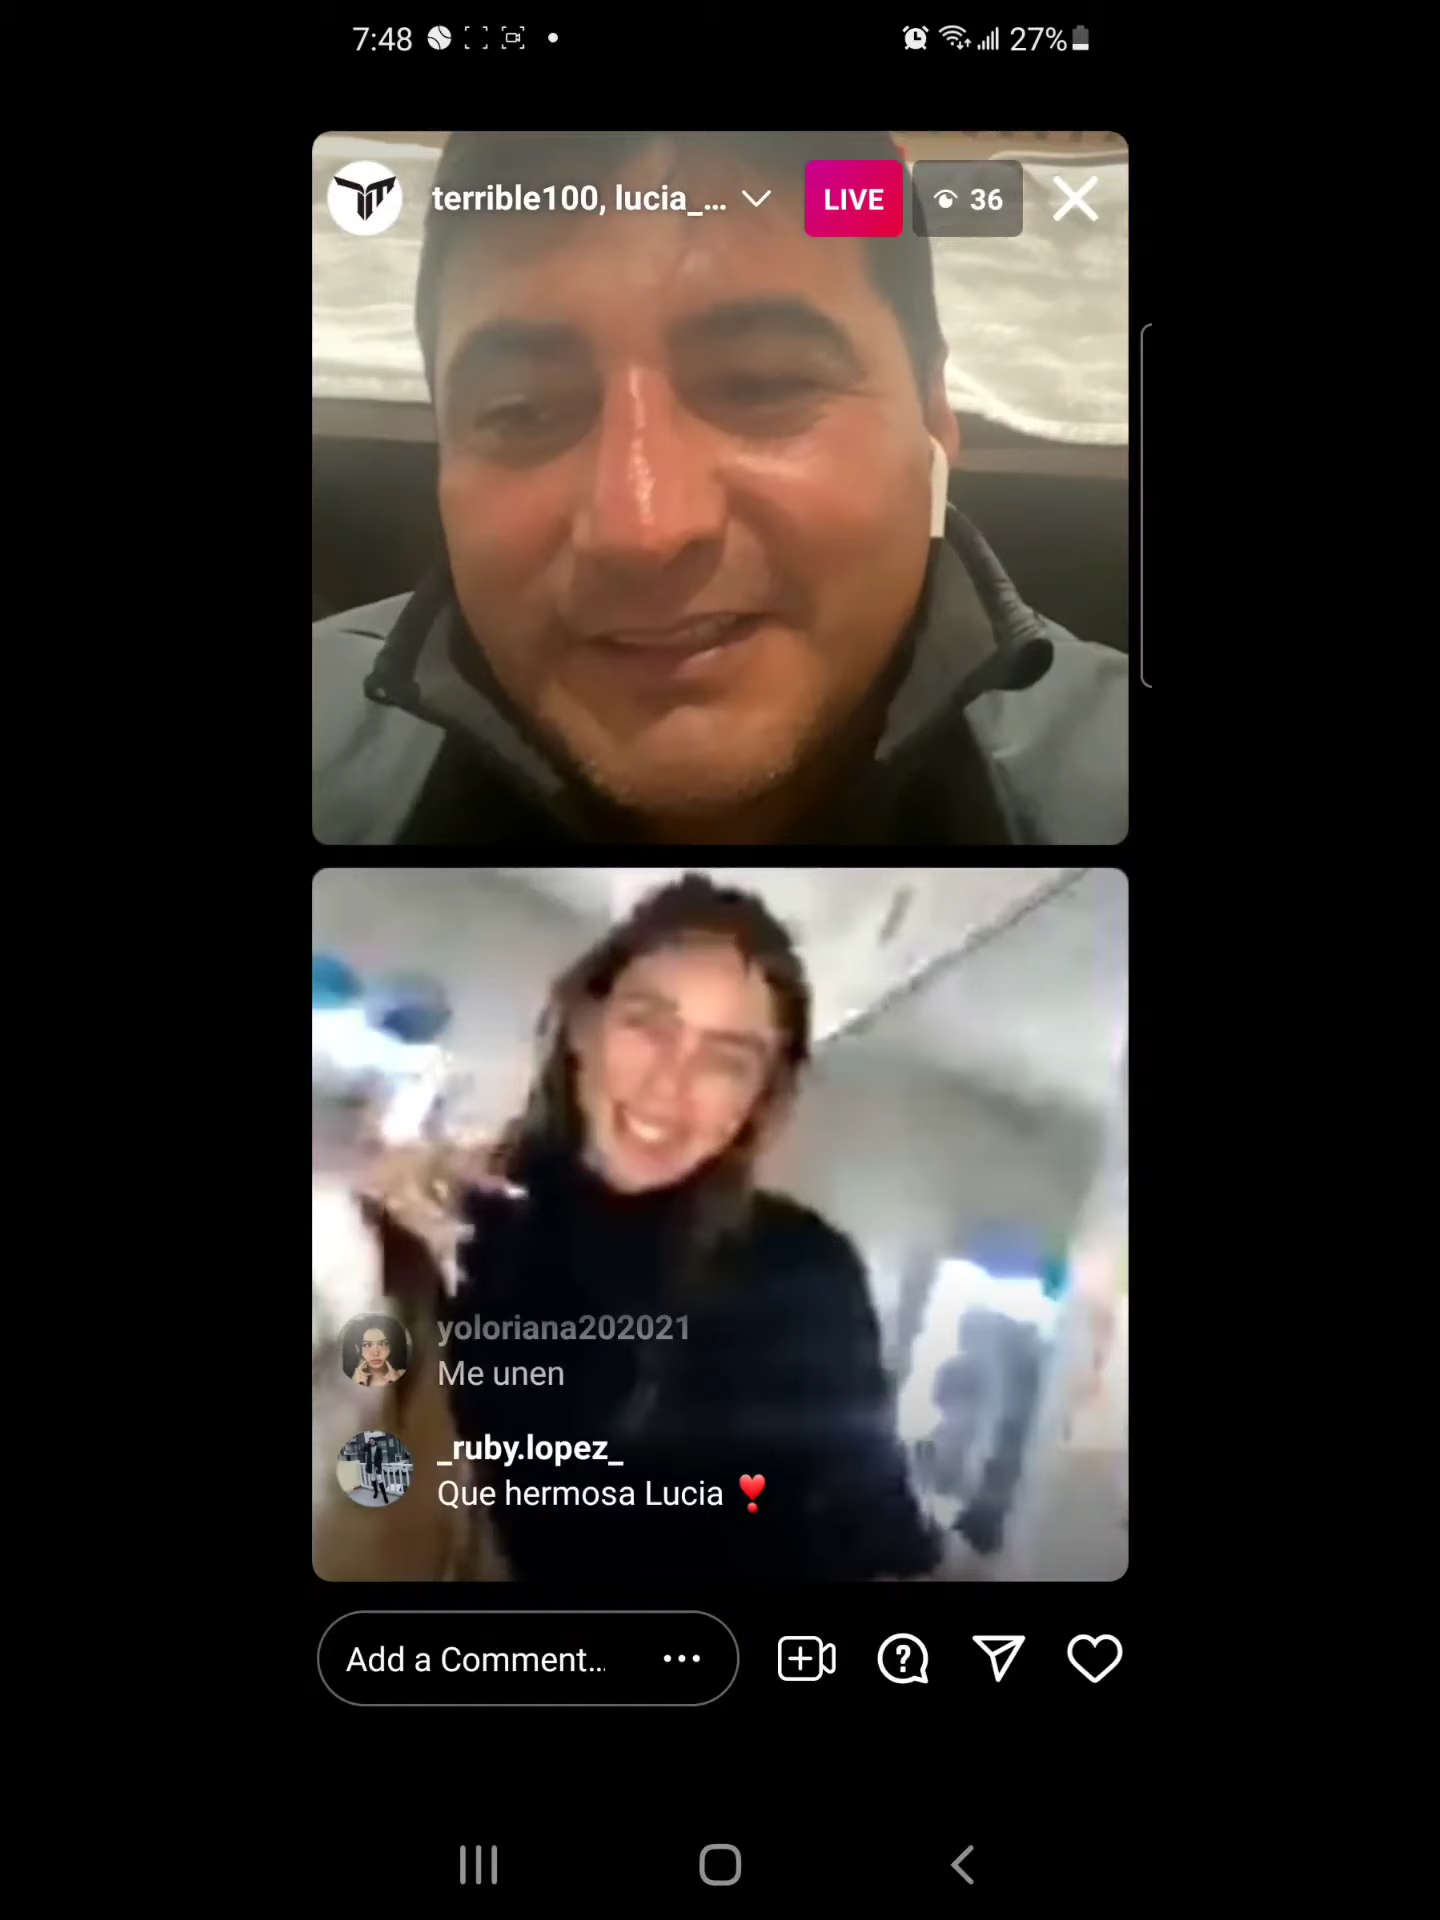 7:48
27%
terrible100, lucia_...
LIVE
36
yoloriana202021
Me unen
_ruby.lopez_
Que hermosa Lucia ❣️
Add a Comment...